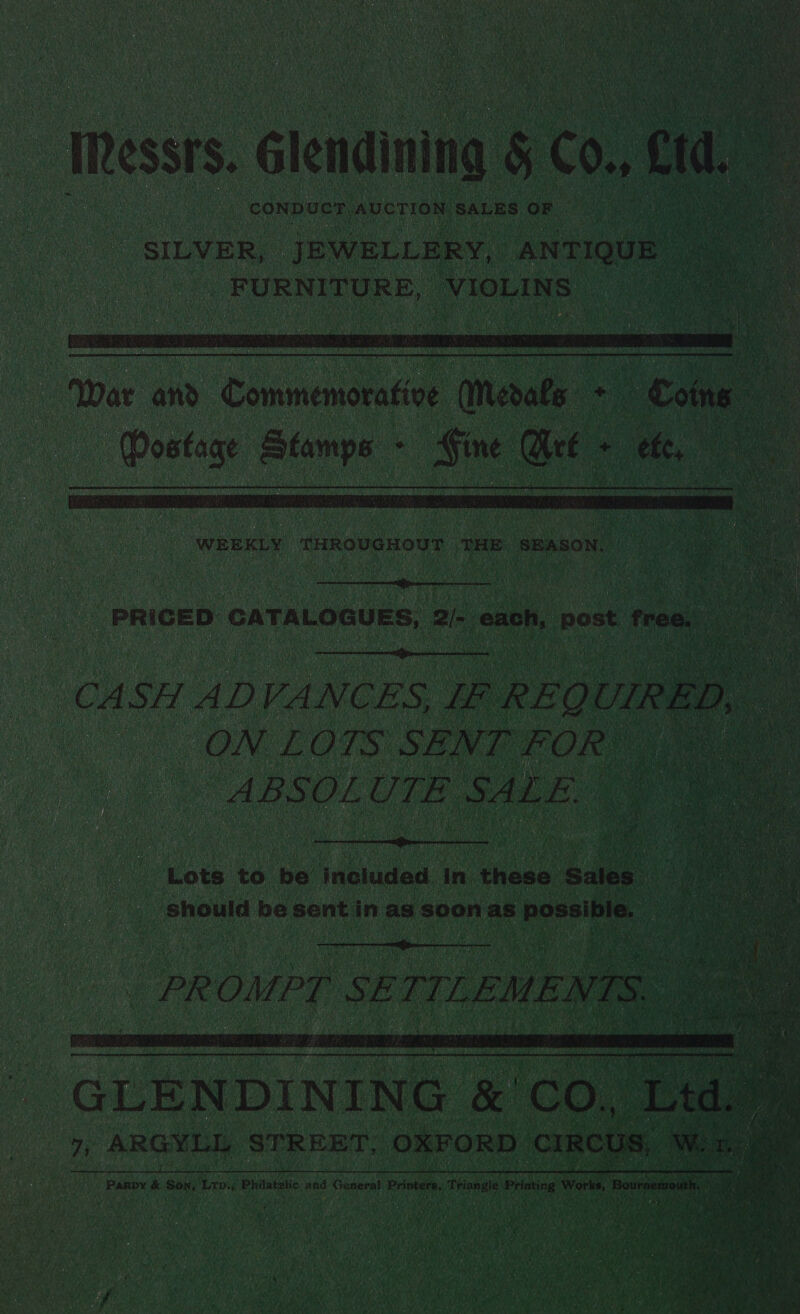 Messrs. Glendining & Co., Ltd.
CONDUCT AUCTION SALES OF
SILVER, JEWELLERY, ANTIQUE
FURNITURE, VIOLINS
War and Commemorative Medals + Coins
Postage Stamps + Fine Art + etc.
WEEKLY THROUGHOUT THE SEASON.
PRICED CATALOGUES, 2/- each, post free.
CASH ADVANCES, IF REQUIRED,
ON LOTS SENT FOR
ABSOLUTE SALE.
Lots to be included in these Sales
should be sent in as soon as possible.
PROMPT SETTLEMENTS.
GLENDINING & CO., Ltd.
7, ARGYLL STREET, OXFORD CIRCUS, W. 1.
PARDY & SON, LTD., Philatelic and General Printers, Triangle Printing Works, Bournemouth.